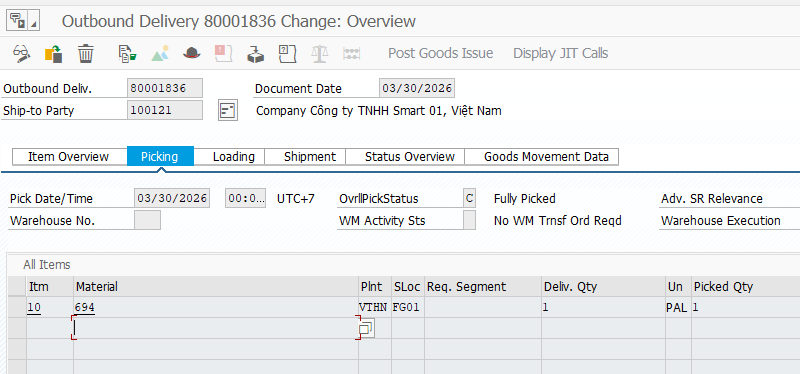 Outbound Delivery 80001836 Change: Overview
Post Goods Issue Display JIT Calls
Outbound Deliv. 80001836 Document Date 03/30/2026
Ship-to Party 100121 Company Công ty TNHH Smart 01, Việt Nam
Item Overview Picking Loading Shipment Status Overview Goods Movement Data
Pick Date/Time 03/30/2026 00:0... UTC+7 OvrllPickStatus C Fully Picked Adv. SR Relevance
Warehouse No. WM Activity Sts No WM Trnsf Ord Reqd Warehouse Execution
All Items
Itm Material Plnt SLoc Req. Segment Deliv. Qty Un Picked Qty
10 694 VTHN FG01 1 PAL 1